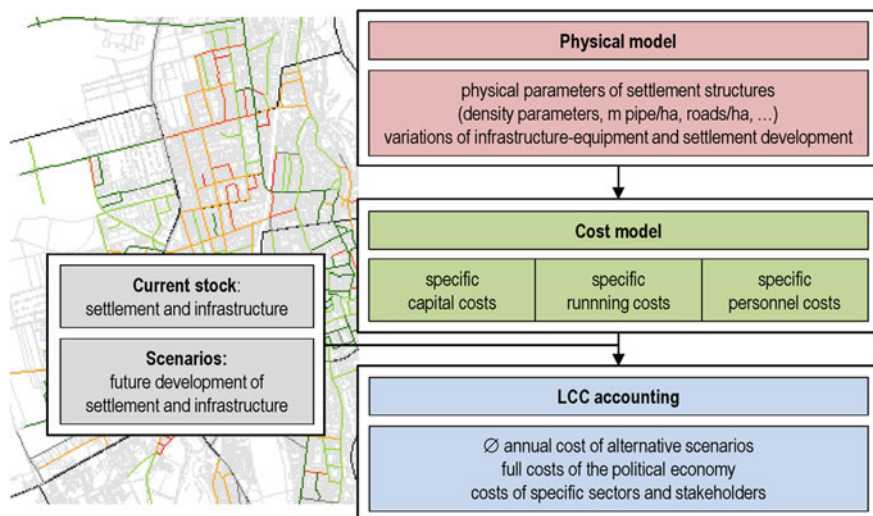 Physical model
physical parameters of settlement structures
(density parameters, m pipe/ha, roads/ha, …)
variations of infrastructure-equipment and settlement development
Cost model
specific
capital costs
specific
runnning costs
specific
personnel costs
Current stock:
settlement and infrastructure
Scenarios:
future development of
settlement and infrastructure
LCC accounting
∅ annual cost of alternative scenarios
full costs of the political economy
costs of specific sectors and stakeholders